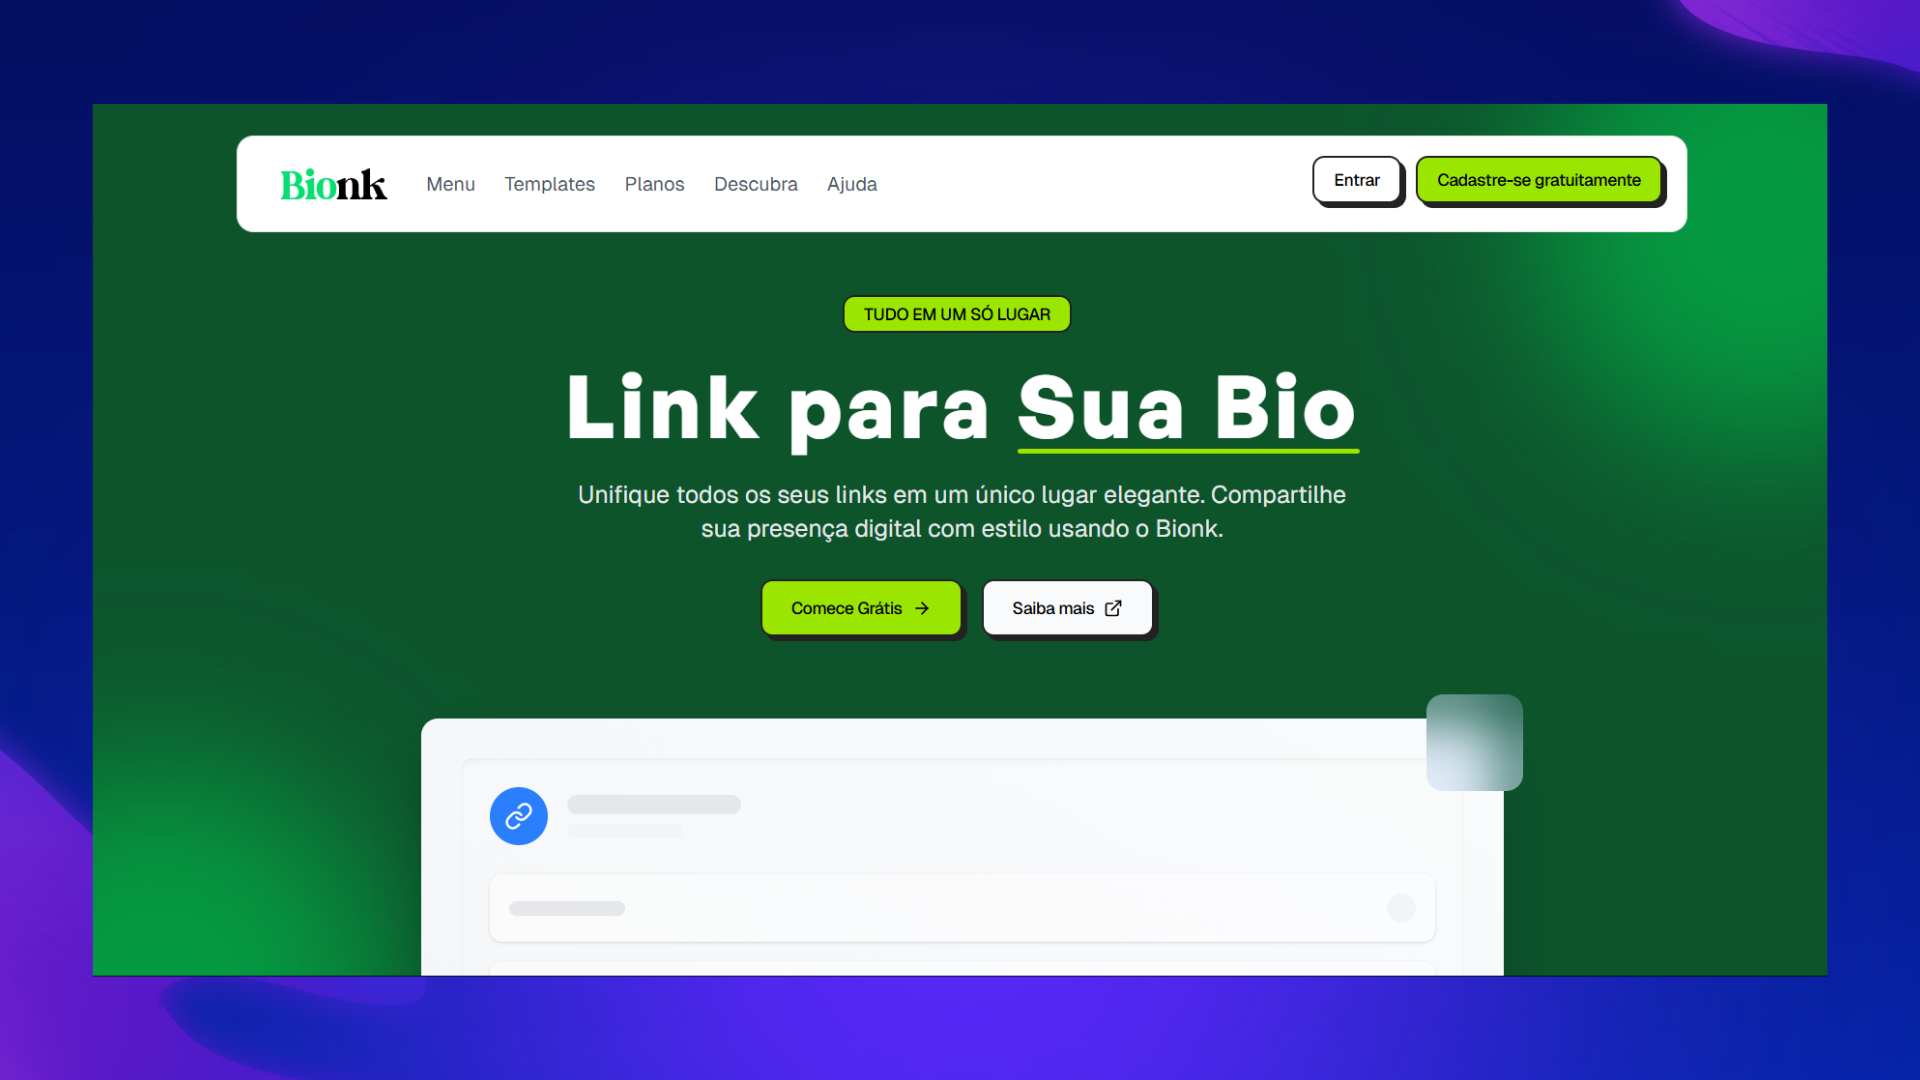 Bionk Menu Templates Planos Descubra Ajuda Entrar Cadastre-se gratuitamente
TUDO EM UM SÓ LUGAR
Link para Sua Bio
Unifique todos os seus links em um único lugar elegante. Compartilhe
sua presença digital com estilo usando o Bionk.
Comece Grátis Saiba mais